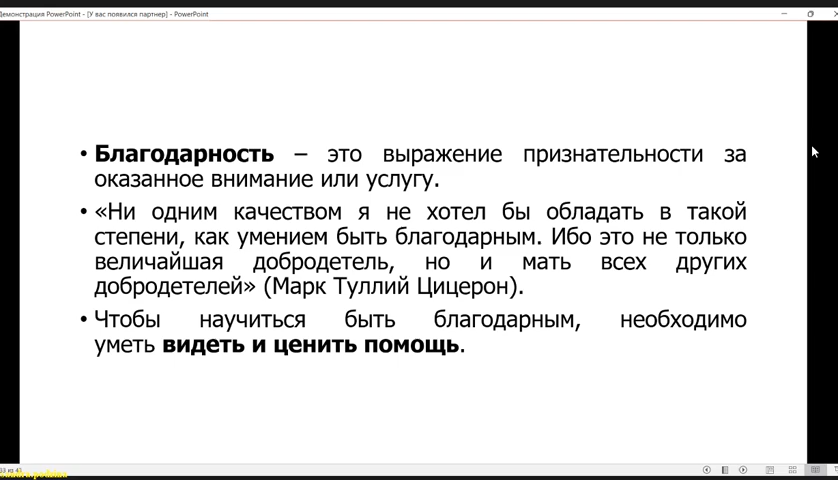 Демонстрация PowerPoint - [У вас появился партнер] - PowerPoint
• Благодарность – это выражение признательности за
оказанное внимание или услугу.
• «Ни одним качеством я не хотел бы обладать в такой
степени, как умением быть благодарным. Ибо это не только
величайшая добродетель, но и мать всех других
добродетелей» (Марк Туллий Цицерон).
• Чтобы научиться быть благодарным, необходимо
уметь видеть и ценить помощь.